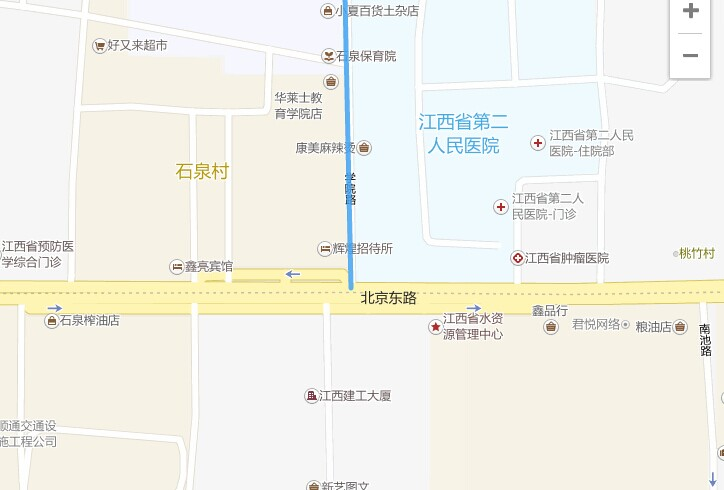 小夏百货土杂店
好又来超市
石泉保育院
华莱士教
育学院店
江西省第二
人民医院
江西省第二人民
医院-住院部
康美麻辣烫
石泉村
学院路
江西省第二人
民医院-门诊
江西省预防医
学综合门诊
辉煌招待所
江西省肿瘤医院
桃竹村
鑫亮宾馆
北京东路
石泉榨油店
江西省水资
源管理中心
鑫品行
君悦网络
粮油店
南池路
江西建工大厦
顺通交通设
施工程公司
新艺图文